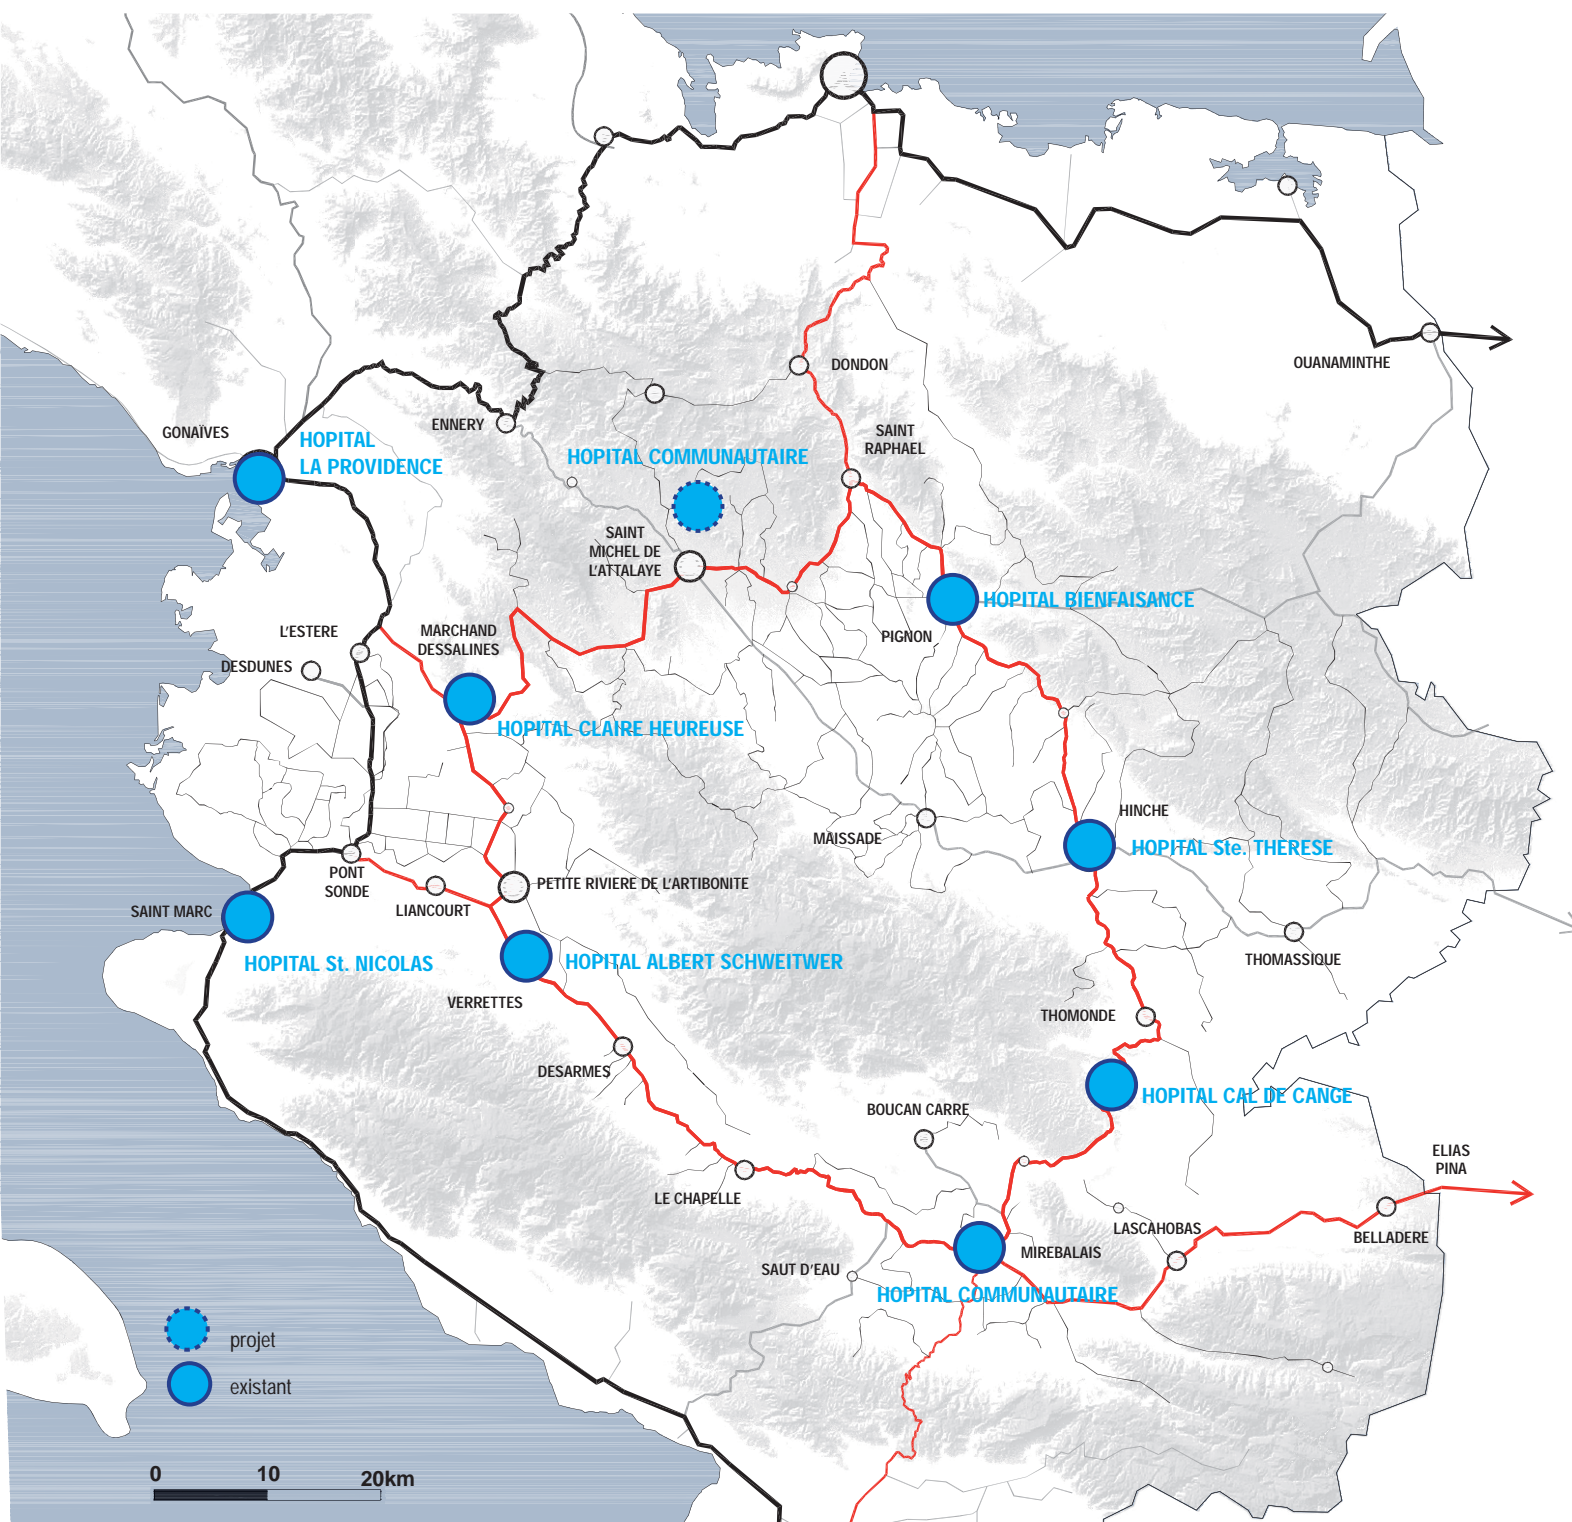 OUANAMINTHE
DONDON
ENNERY
GONAÏVES
HOPITAL
LA PROVIDENCE
SAINT
RAPHAEL
HOPITAL COMMUNAUTAIRE
SAINT
MICHEL DE
L'ATTALAYE
HOPITAL BIENFAISANCE
PIGNON
L'ESTERE
DESDUNES
MARCHAND
DESSALINES
HOPITAL CLAIRE HEUREUSE
HINCHE
MAISSADE
HOPITAL Ste. THERESE
PONT
SONDE
PETITE RIVIERE DE L'ARTIBONITE
LIANCOURT
SAINT MARC
HOPITAL St. NICOLAS
HOPITAL ALBERT SCHWEITWER
THOMASSIQUE
VERRETTES
THOMONDE
DESARMES
HOPITAL CAL DE CANGE
BOUCAN CARRE
ELIAS
PINA
LE CHAPELLE
LASCAHOBAS
BELLADERE
MIREBALAIS
SAUT D'EAU
HOPITAL COMMUNAUTAIRE
projet
existant
0 10 20km